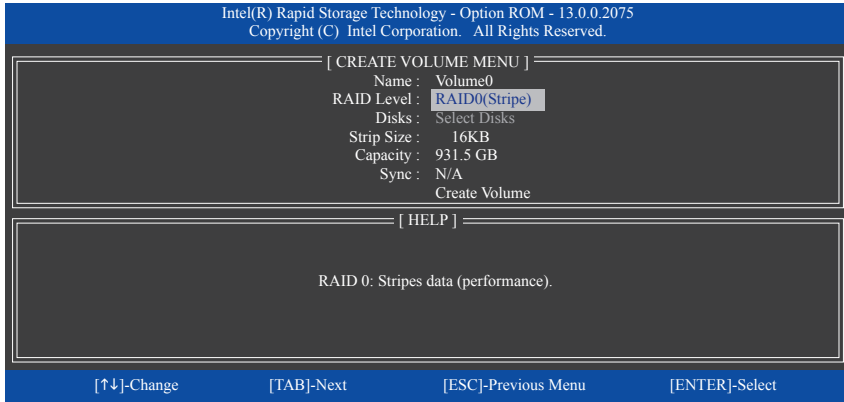 Intel(R) Rapid Storage Technology - Option ROM - 13.0.0.2075
Copyright (C) Intel Corporation. All Rights Reserved.
[ CREATE VOLUME MENU ]
Name : Volume0
RAID Level : RAID0(Stripe)
Disks : Select Disks
Strip Size : 16KB
Capacity : 931.5 GB
Sync : N/A
Create Volume
[ HELP ]
RAID 0: Stripes data (performance).
[↑↓]-Change [TAB]-Next [ESC]-Previous Menu [ENTER]-Select